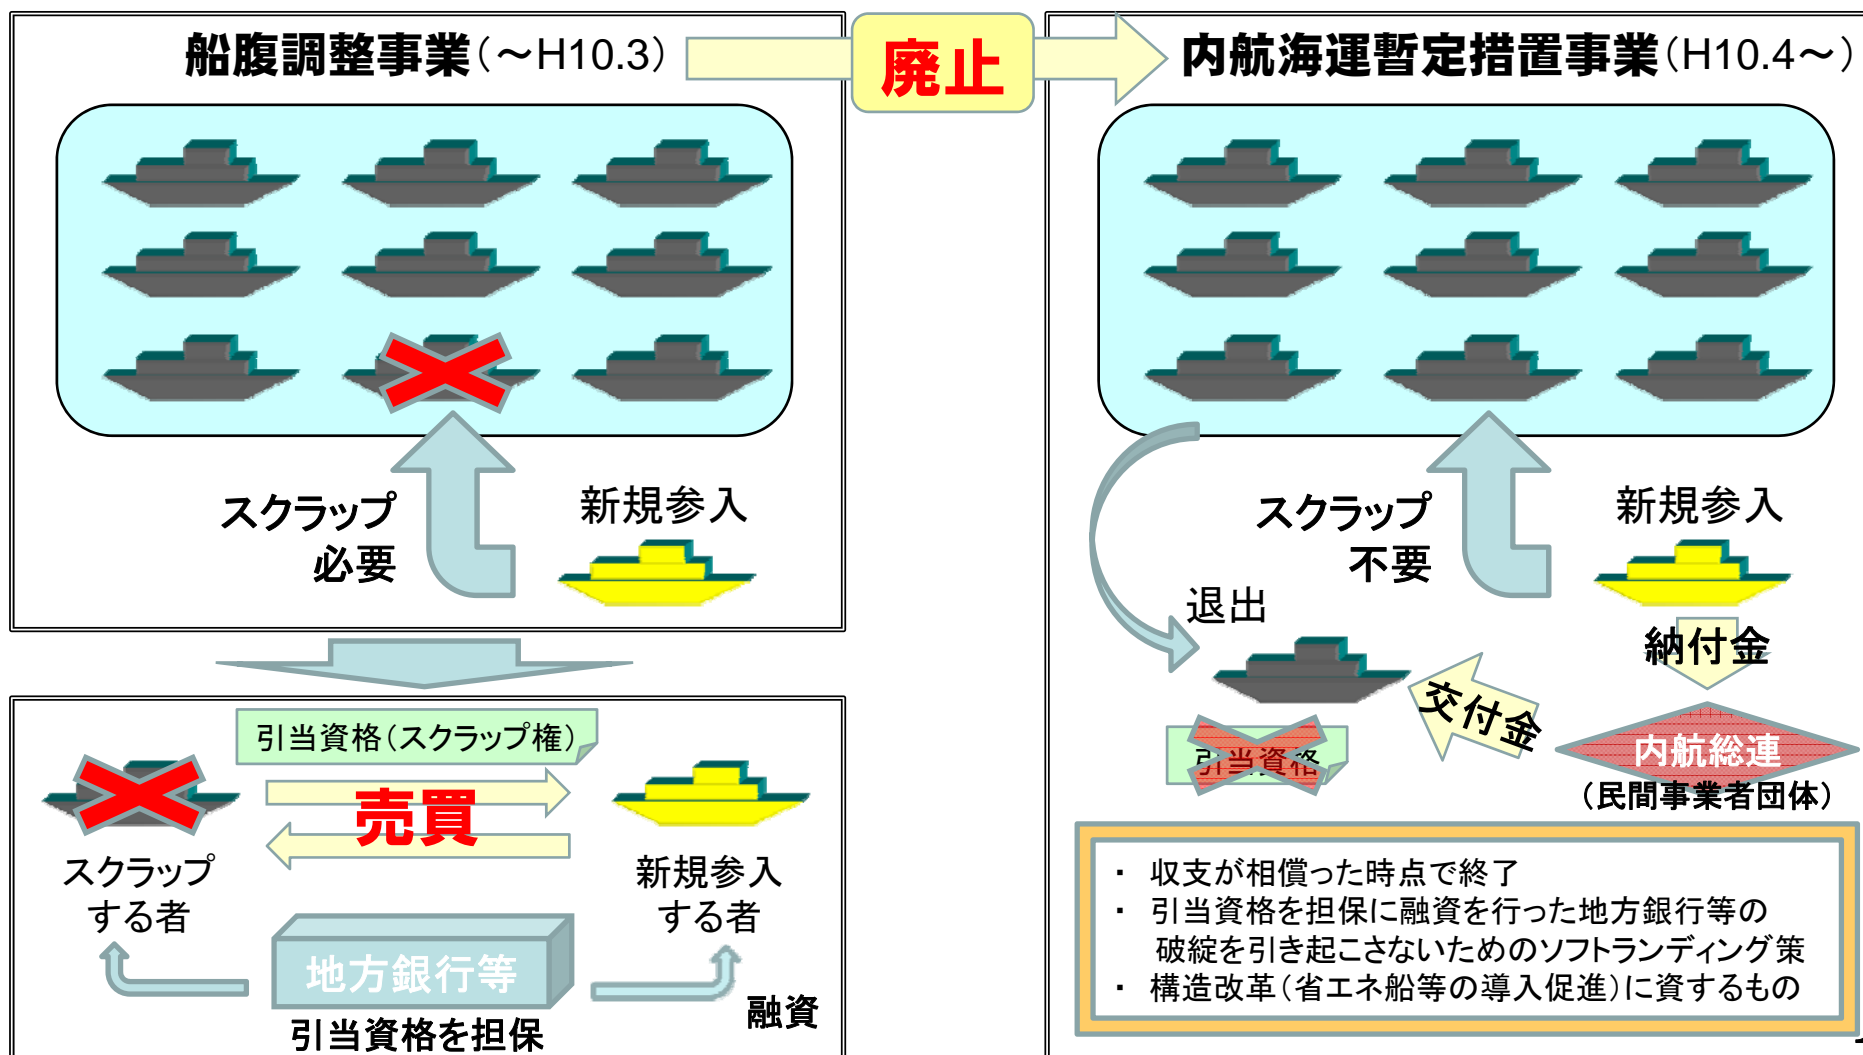 船腹調整事業(～H10.3)
廃止
内航海運暫定措置事業(H10.4～)
スクラップ
必要
新規参入
引当資格(スクラップ権)
売買
スクラップ
する者
新規参入
する者
地方銀行等
融資
引当資格を担保
スクラップ
不要
新規参入
退出
納付金
交付金
引当資格
内航総連
(民間事業者団体)
・ 収支が相償った時点で終了
・ 引当資格を担保に融資を行った地方銀行等の
破綻を引き起こさないためのソフトランディング策
・ 構造改革(省エネ船等の導入促進)に資するもの